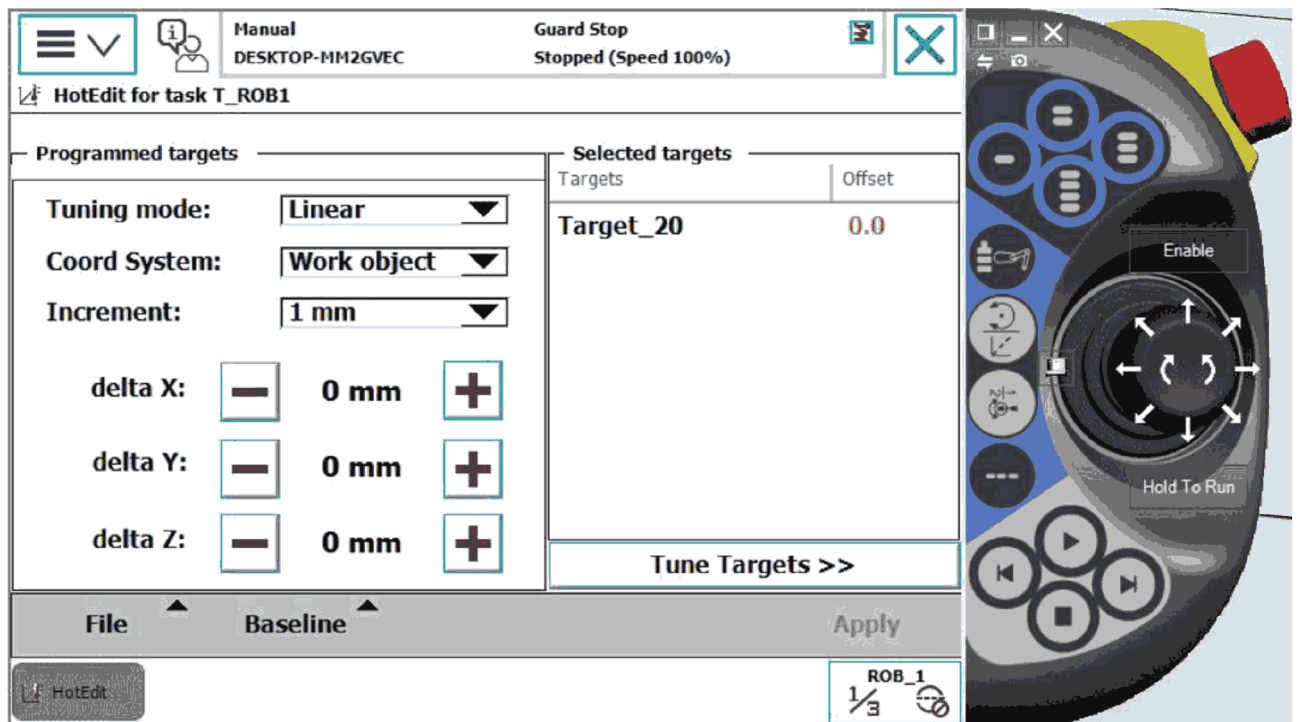 Manual
DESKTOP-MM2GVEC
Guard Stop
Stopped (Speed 100%)
HotEdit for task T_ROB1
Programmed targets
Tuning mode: Linear
Coord System: Work object
Increment: 1 mm
delta X: 0 mm
delta Y: 0 mm
delta Z: 0 mm
Selected targets
Targets Offset
Target_20 0.0
Tune Targets >>
File Baseline Apply
HotEdit
ROB_1
1/3
Enable
Hold To Run